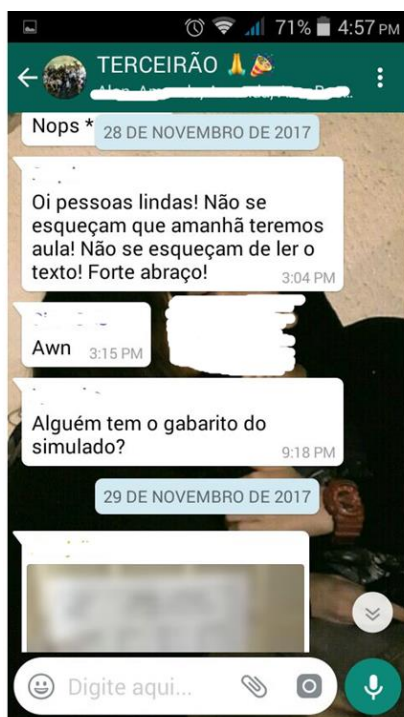 71% 4:57 PM
TERCEIRÃO 🙏🎉
Nops *
28 DE NOVEMBRO DE 2017
Oi pessoas lindas! Não se
esqueçam que amanhã teremos
aula! Não se esqueçam de ler o
texto! Forte abraço!
3:04 PM
Awn 3:15 PM
Alguém tem o gabarito do
simulado?
9:18 PM
29 DE NOVEMBRO DE 2017
Digite aqui...